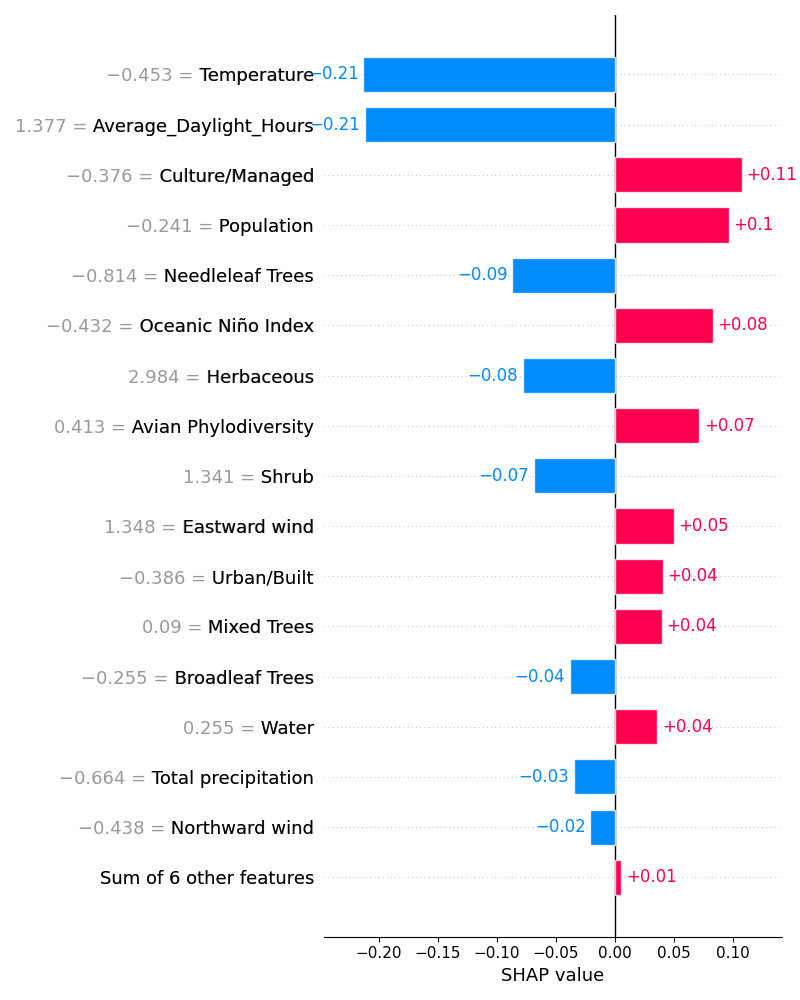 −0.453 = Temperature −0.21
1.377 = Average_Daylight_Hours −0.21
−0.376 = Culture/Managed +0.11
−0.241 = Population +0.1
−0.814 = Needleleaf Trees −0.09
−0.432 = Oceanic Niño Index +0.08
2.984 = Herbaceous −0.08
0.413 = Avian Phylodiversity +0.07
1.341 = Shrub −0.07
1.348 = Eastward wind +0.05
−0.386 = Urban/Built +0.04
0.09 = Mixed Trees +0.04
−0.255 = Broadleaf Trees −0.04
0.255 = Water +0.04
−0.664 = Total precipitation −0.03
−0.438 = Northward wind −0.02
Sum of 6 other features +0.01
−0.20 −0.15 −0.10 −0.05 0.00 0.05 0.10
SHAP value